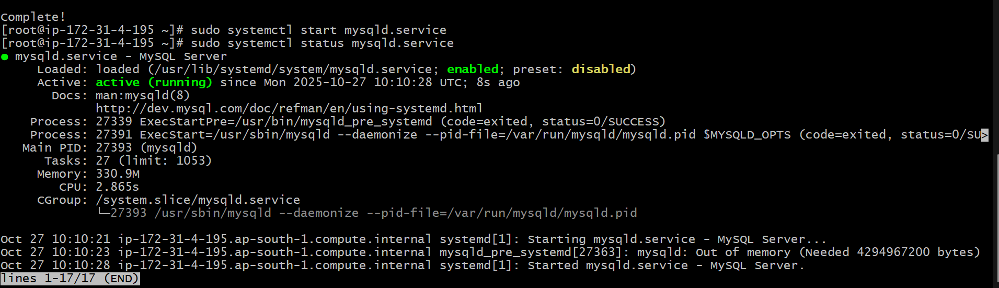 Complete!
[root@ip-172-31-4-195 ~]# sudo systemctl start mysqld.service
[root@ip-172-31-4-195 ~]# sudo systemctl status mysqld.service
● mysqld.service - MySQL Server
     Loaded: loaded (/usr/lib/systemd/system/mysqld.service; enabled; preset: disabled)
     Active: active (running) since Mon 2025-10-27 10:10:28 UTC; 8s ago
       Docs: man:mysqld(8)
             http://dev.mysql.com/doc/refman/en/using-systemd.html
    Process: 27339 ExecStartPre=/usr/bin/mysqld_pre_systemd (code=exited, status=0/SUCCESS)
    Process: 27391 ExecStart=/usr/sbin/mysqld --daemonize --pid-file=/var/run/mysqld/mysqld.pid $MYSQLD_OPTS (code=exited, status=0/SU>
   Main PID: 27393 (mysqld)
      Tasks: 27 (limit: 1053)
     Memory: 330.9M
        CPU: 2.865s
     CGroup: /system.slice/mysqld.service
             └─27393 /usr/sbin/mysqld --daemonize --pid-file=/var/run/mysqld/mysqld.pid
Oct 27 10:10:21 ip-172-31-4-195.ap-south-1.compute.internal systemd[1]: Starting mysqld.service - MySQL Server...
Oct 27 10:10:23 ip-172-31-4-195.ap-south-1.compute.internal mysqld_pre_systemd[27363]: mysqld: Out of memory (Needed 4294967200 bytes)
Oct 27 10:10:28 ip-172-31-4-195.ap-south-1.compute.internal systemd[1]: Started mysqld.service - MySQL Server.
lines 1-17/17 (END)